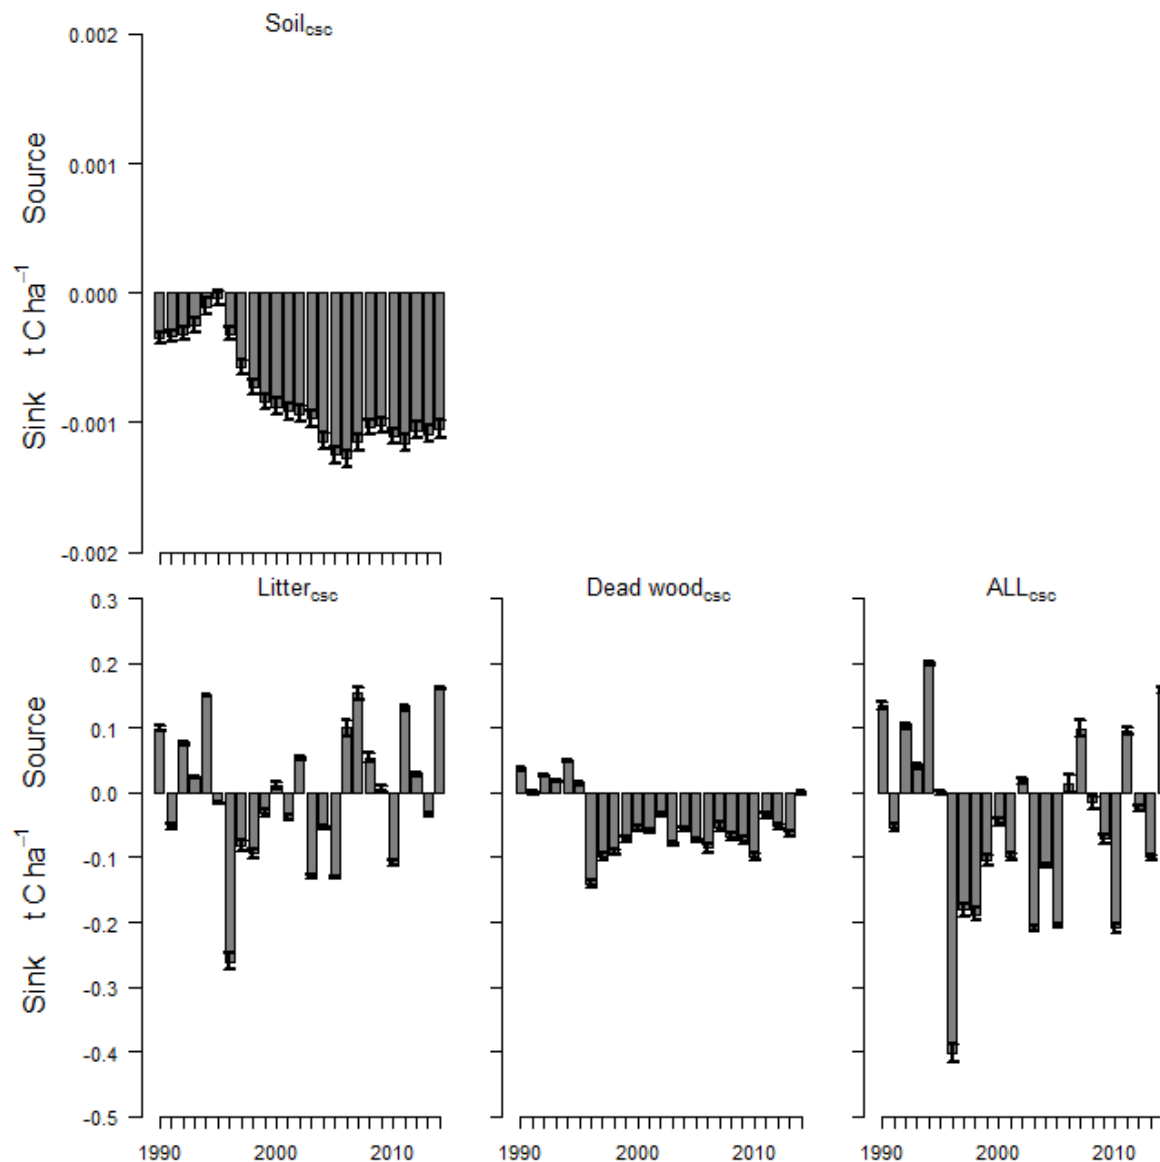 Soilcsc
0.002
0.001
0.000
-0.001
-0.002
Sink t C ha⁻¹ Source
Littercsc
Dead woodcsc
ALLcsc
0.3
0.2
0.1
0.0
-0.1
-0.2
-0.3
-0.4
-0.5
Sink t C ha⁻¹ Source
1990 2000 2010
1990 2000 2010
1990 2000 2010